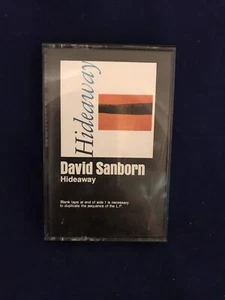 Hideaway
David Sanborn
Hideaway
Blank tape at end of side 1 is necessary
to duplicate the sequence of the L.P.